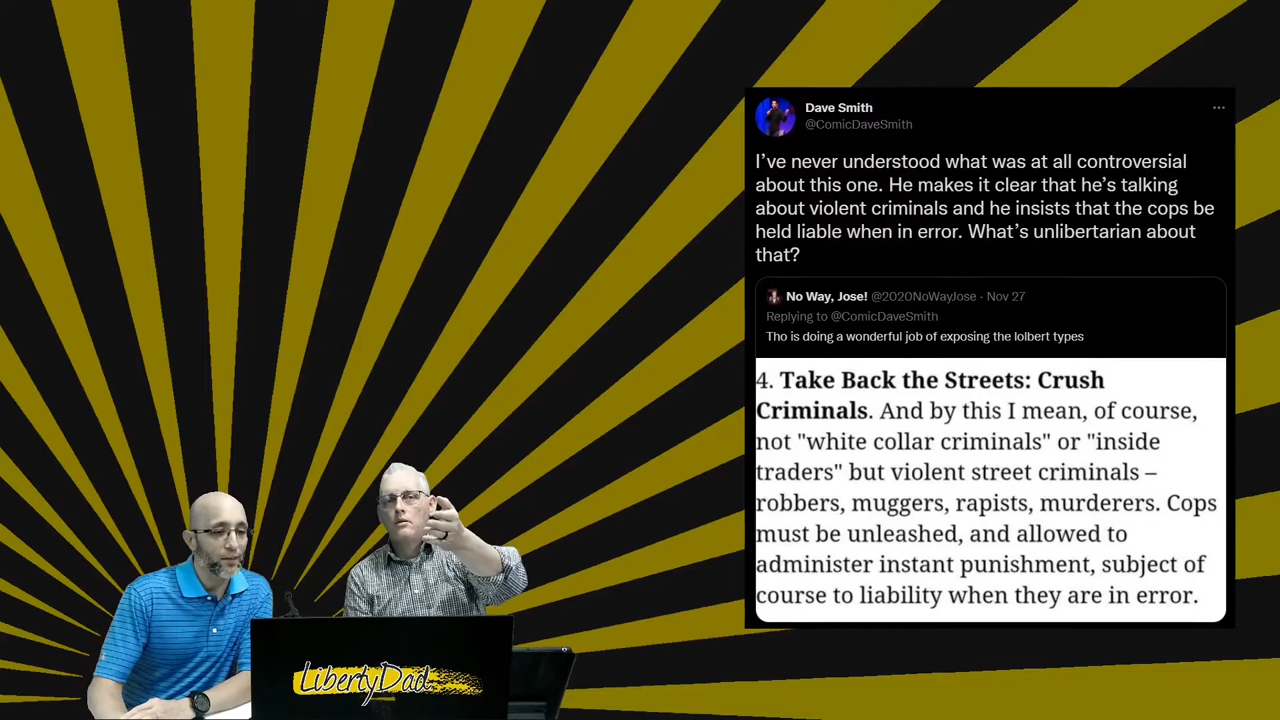 Dave Smith
@ComicDaveSmith
I've never understood what was at all controversial
about this one. He makes it clear that he's talking
about violent criminals and he insists that the cops be
held liable when in error. What's unlibertarian about
that?
No Way, Jose! @2020NoWayJose · Nov 27
Replying to @ComicDaveSmith
Tho is doing a wonderful job of exposing the lolbert types
4. Take Back the Streets: Crush
Criminals. And by this I mean, of course,
not "white collar criminals" or "inside
traders" but violent street criminals –
robbers, muggers, rapists, murderers. Cops
must be unleashed, and allowed to
administer instant punishment, subject of
course to liability when they are in error.
LibertyDad